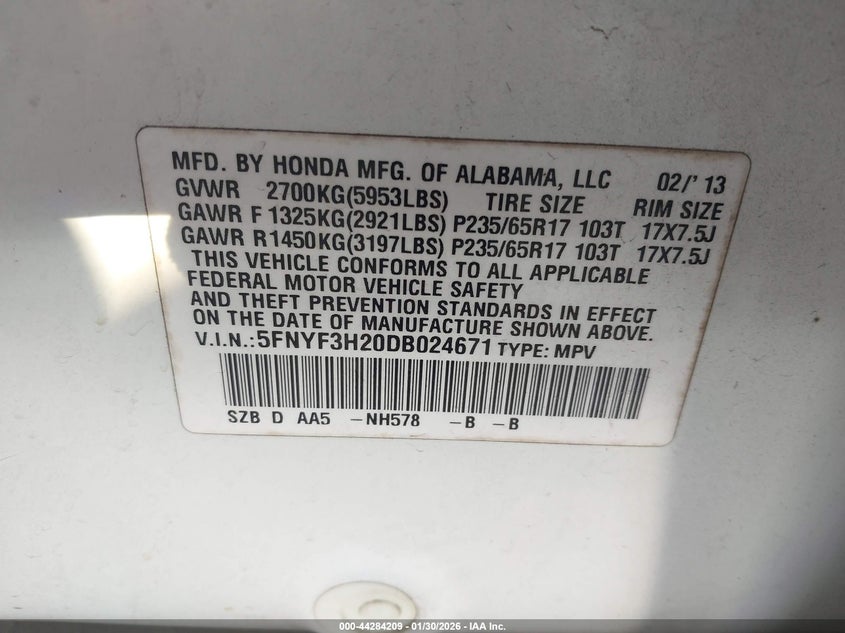 MFD. BY HONDA MFG. OF ALABAMA, LLC 02/' 13
GVWR 2700KG(5953LBS) TIRE SIZE RIM SIZE
GAWR F 1325KG(2921LBS) P235/65R17 103T 17X7.5J
GAWR R1450KG(3197LBS) P235/65R17 103T 17X7.5J
THIS VEHICLE CONFORMS TO ALL APPLICABLE
FEDERAL MOTOR VEHICLE SAFETY
AND THEFT PREVENTION STANDARDS IN EFFECT
ON THE DATE OF MANUFACTURE SHOWN ABOVE.
V.I.N.:5FNYF3H20DB024671 TYPE: MPV
SZB D AA5 -NH578 -B -B
000-44284209 - 01/30/2026 - IAA Inc.